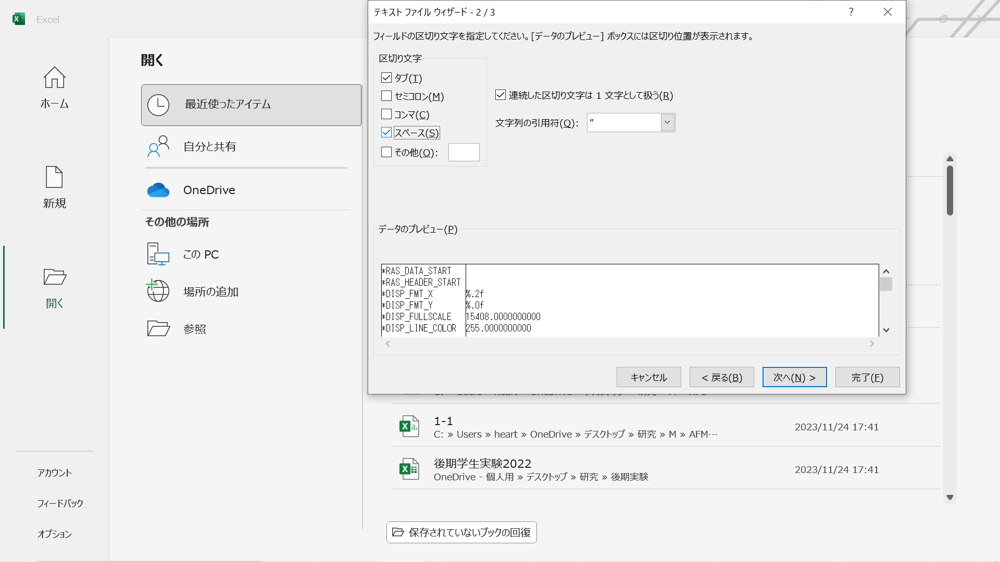 Excel
ホーム
新規
開く
アカウント
フィードバック
オプション
開く
最近使ったアイテム
自分と共有
OneDrive
その他の場所
この PC
場所の追加
参照
テキスト ファイル ウィザード - 2 / 3
?
フィールドの区切り文字を指定してください。[データのプレビュー] ボックスには区切り位置が表示されます。
区切り文字
タブ(T)
セミコロン(M)
コンマ(C)
スペース(S)
その他(O):
連続した区切り文字は 1 文字として扱う(R)
文字列の引用符(Q): "
データのプレビュー(P)
*RAS_DATA_START
*RAS_HEADER_START
*DISP_FMT_X %.2f
*DISP_FMT_Y %.0f
*DISP_FULLSCALE 15408.0000000000
*DISP_LINE_COLOR 255.0000000000
キャンセル
< 戻る(B)
次へ(N) >
完了(F)
1-1
C: » Users » heart » OneDrive » デスクトップ » 研究 » M » AFM…
2023/11/24 17:41
後期学生実験2022
OneDrive - 個人用 » デスクトップ » 研究 » 後期実験
2023/11/24 17:41
保存されていないブックの回復